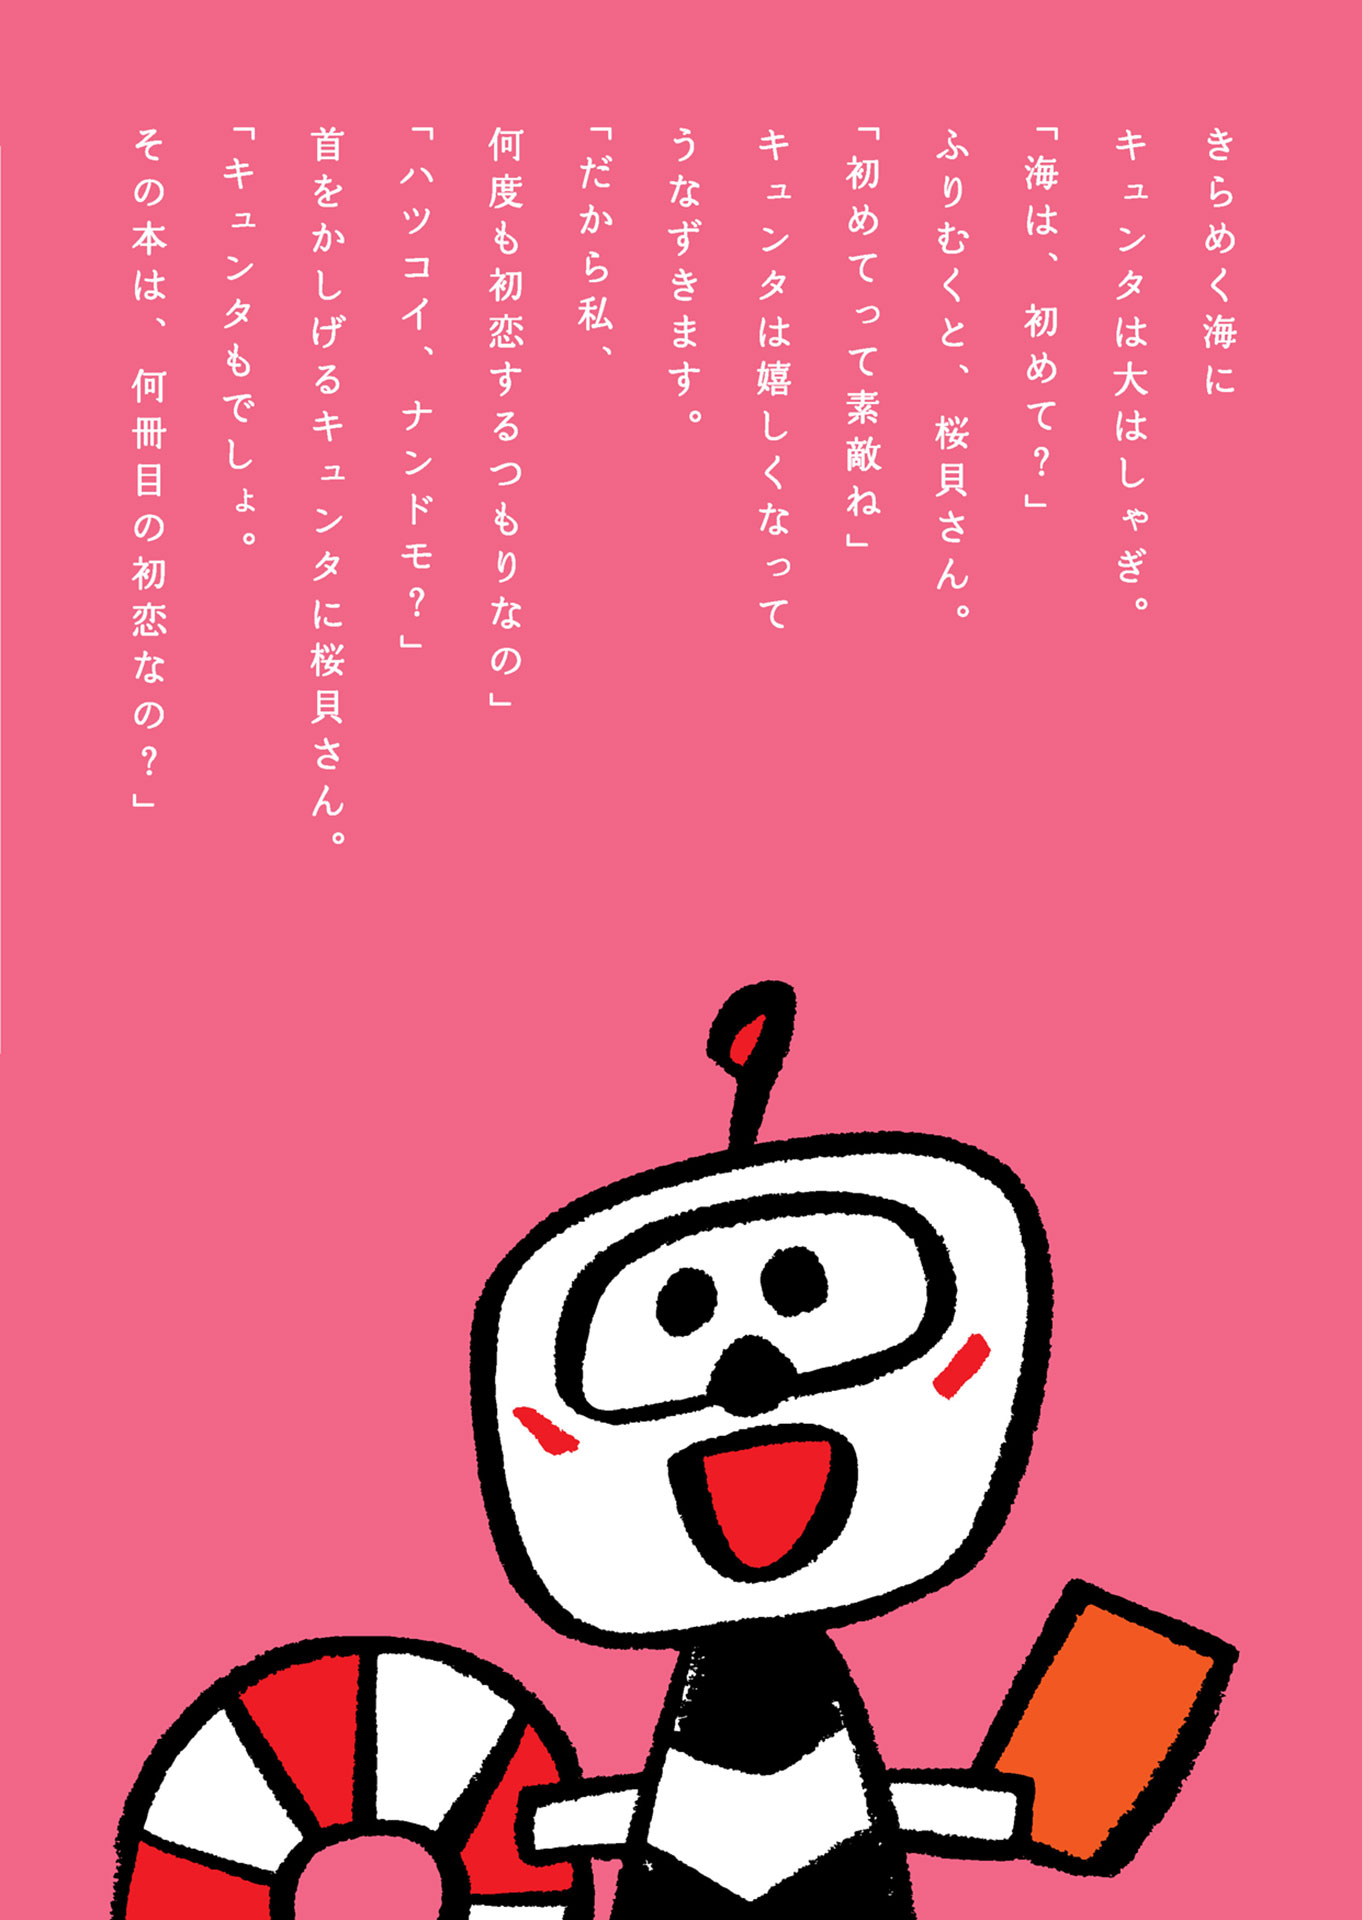 きらめく海に
キュンタは大はしゃぎ。
「海は、初めて?」
ふりむくと、桜貝さん。
「初めてって素敵ね」
キュンタは嬉しくなって
うなずきます。
「だから私、
何度も初恋するつもりなの」
「ハツコイ、ナンドモ?」
首をかしげるキュンタに桜貝さん。
「キュンタもでしょ。
その本は、何冊目の初恋なの?」